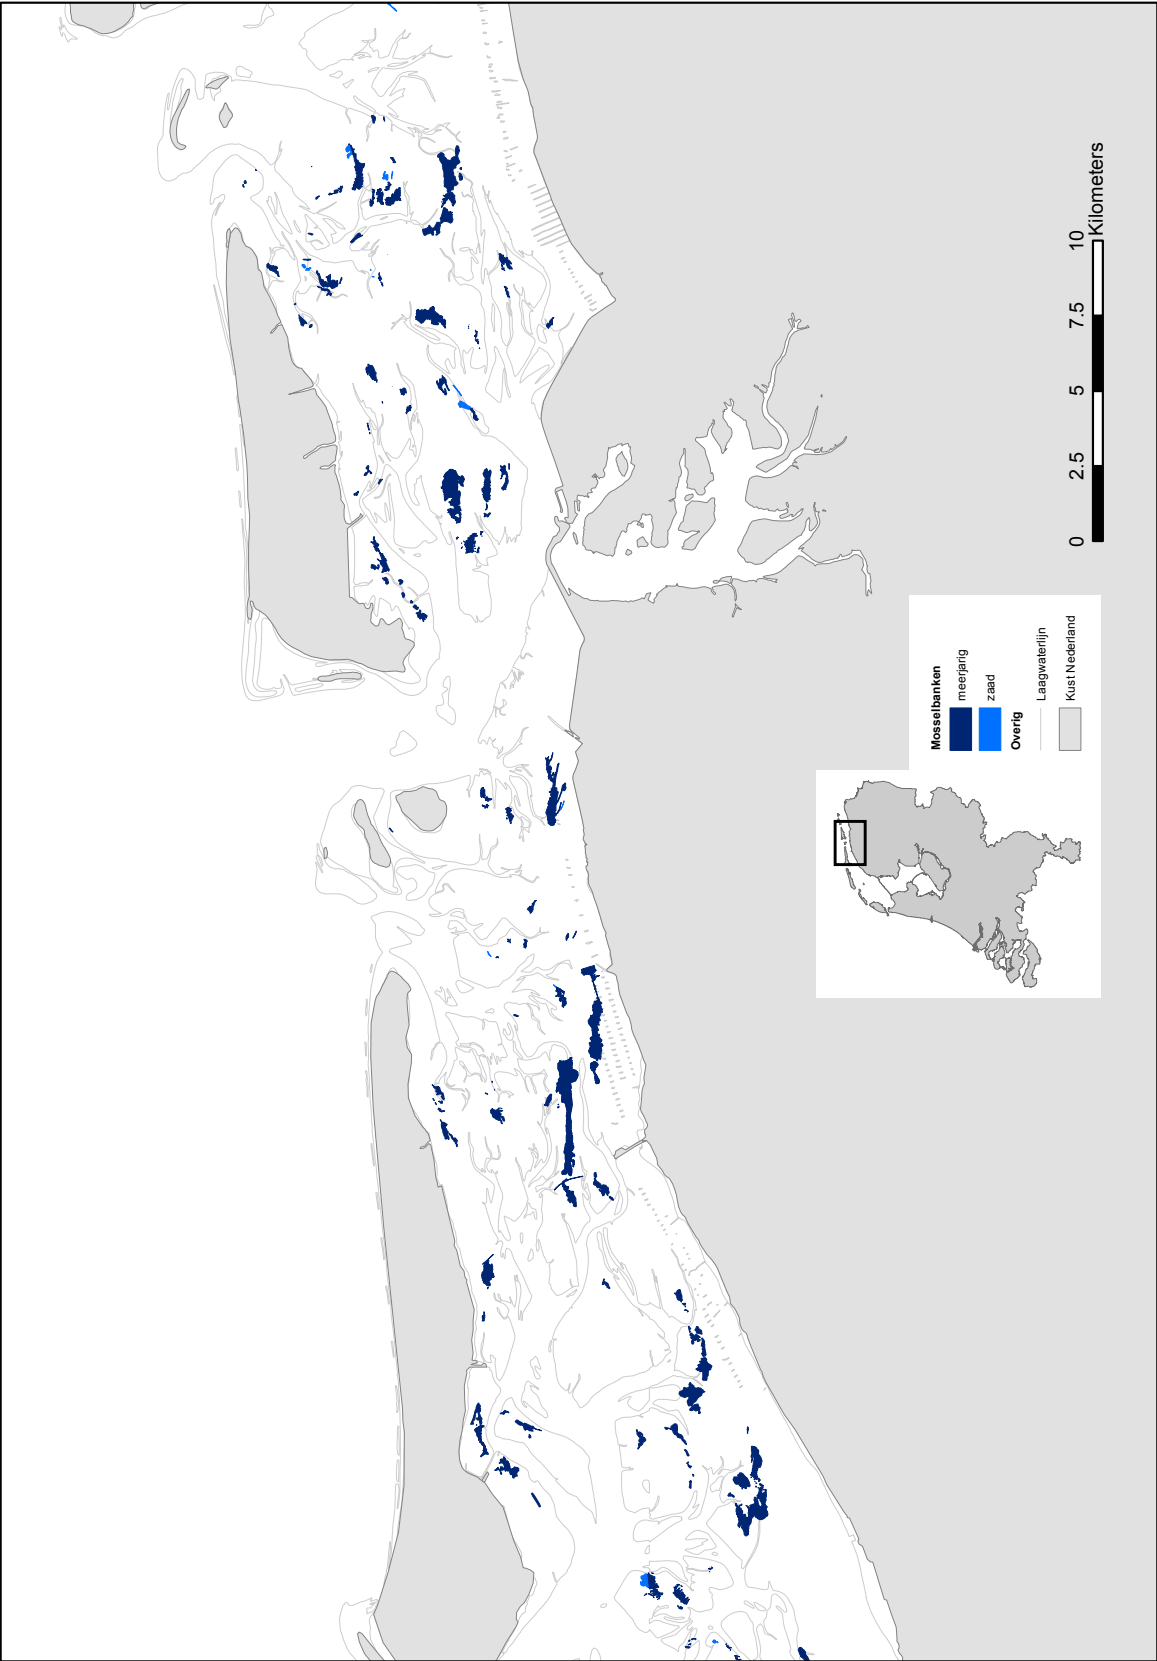 Mosselbanken
meerjarig
zaad
Overig
Laagwaterlijn
Kust Nederland
0 2.5 5 7.5 10
Kilometers